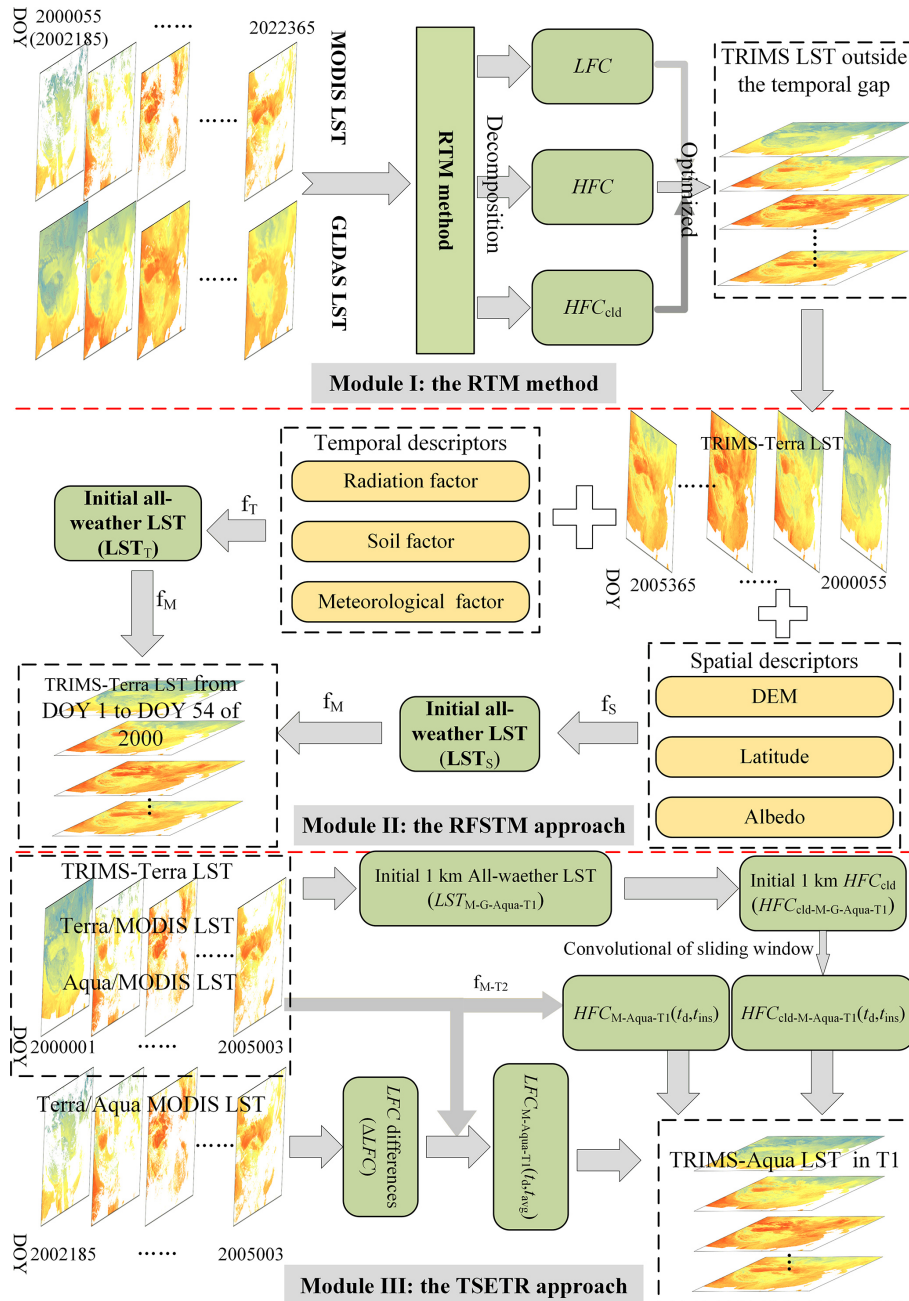 DOY
2000055
(2002185)
......
2022365
MODIS LST
......
GLDAS LST
......
RTM method
Decomposition
LFC
HFC
HFCcld
Optimized
TRIMS LST outside
the temporal gap
......
Module I: the RTM method
Temporal descriptors
Radiation factor
Soil factor
Meteorological factor
fT
Initial all-
weather LST
(LSTT)
fM
TRIMS-Terra LST
......
DOY
2005365
......
2000055
Spatial descriptors
DEM
Latitude
Albedo
fS
Initial all-
weather LST
(LSTS)
fM
TRIMS-Terra LST from
DOY 1 to DOY 54 of
2000
Module II: the RFSTM approach
TRIMS-Terra LST
Terra/MODIS LST
......
Aqua/MODIS LST
DOY
2000001
......
2005003
Initial 1 km All-waether LST
(LSTM-G-Aqua-T1)
Initial 1 km HFCcld
(HFCcld-M-G-Aqua-T1)
Convolutional of sliding window
fM-T2
HFCM-Aqua-T1(td,tins)
HFCcld-M-Aqua-T1(td,tins)
Terra/Aqua MODIS LST
......
DOY
2002185
......
2005003
LFC differences
(ΔLFC)
LFCM-Aqua-T1(td,tavg)
TRIMS-Aqua LST in T1
Module III: the TSETR approach